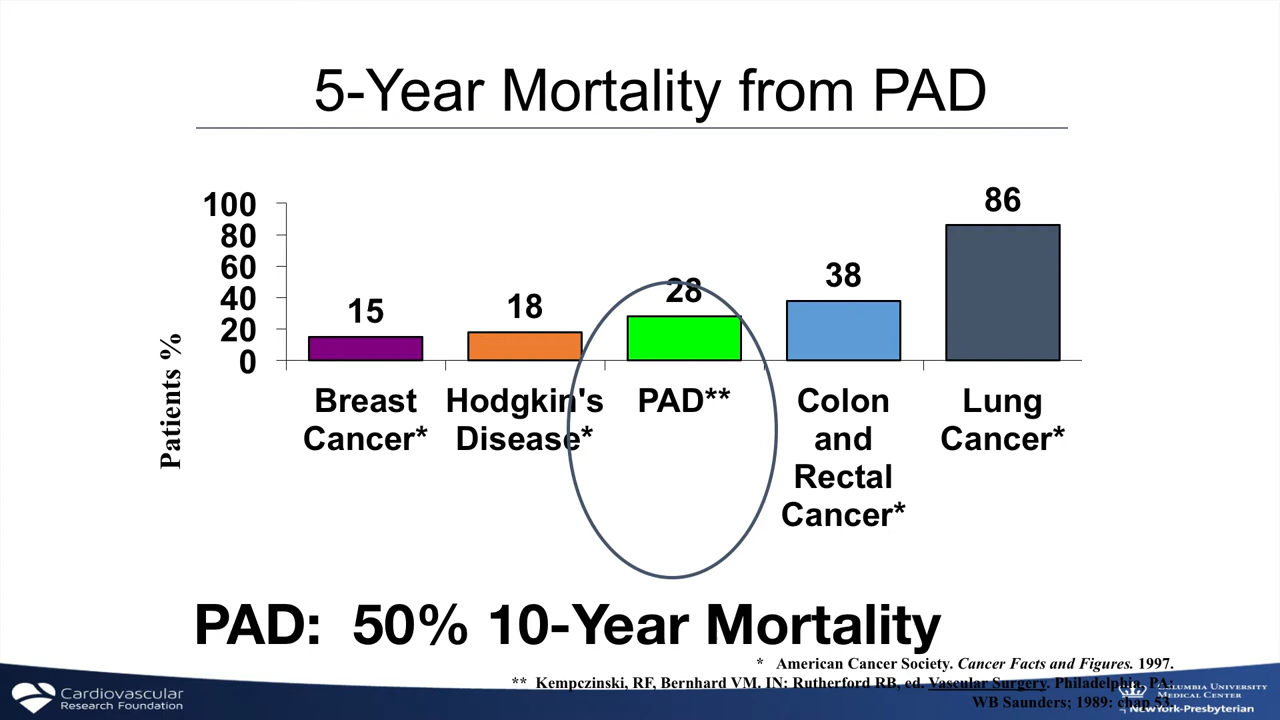 5-Year Mortality from PAD
100
80
60
40
20
0
Patients %
15
18
28
38
86
Breast
Cancer*
Hodgkin's
Disease*
PAD**
Colon
and
Rectal
Cancer*
Lung
Cancer*
PAD: 50% 10-Year Mortality
* American Cancer Society. Cancer Facts and Figures. 1997.
** Kempczinski, RF, Bernhard VM. IN: Rutherford RB, ed. Vascular Surgery. Philadelphia, PA:
WB Saunders; 1989: chap 53.
Cardiovascular
Research Foundation
Columbia University
Medical Center
NewYork-Presbyterian